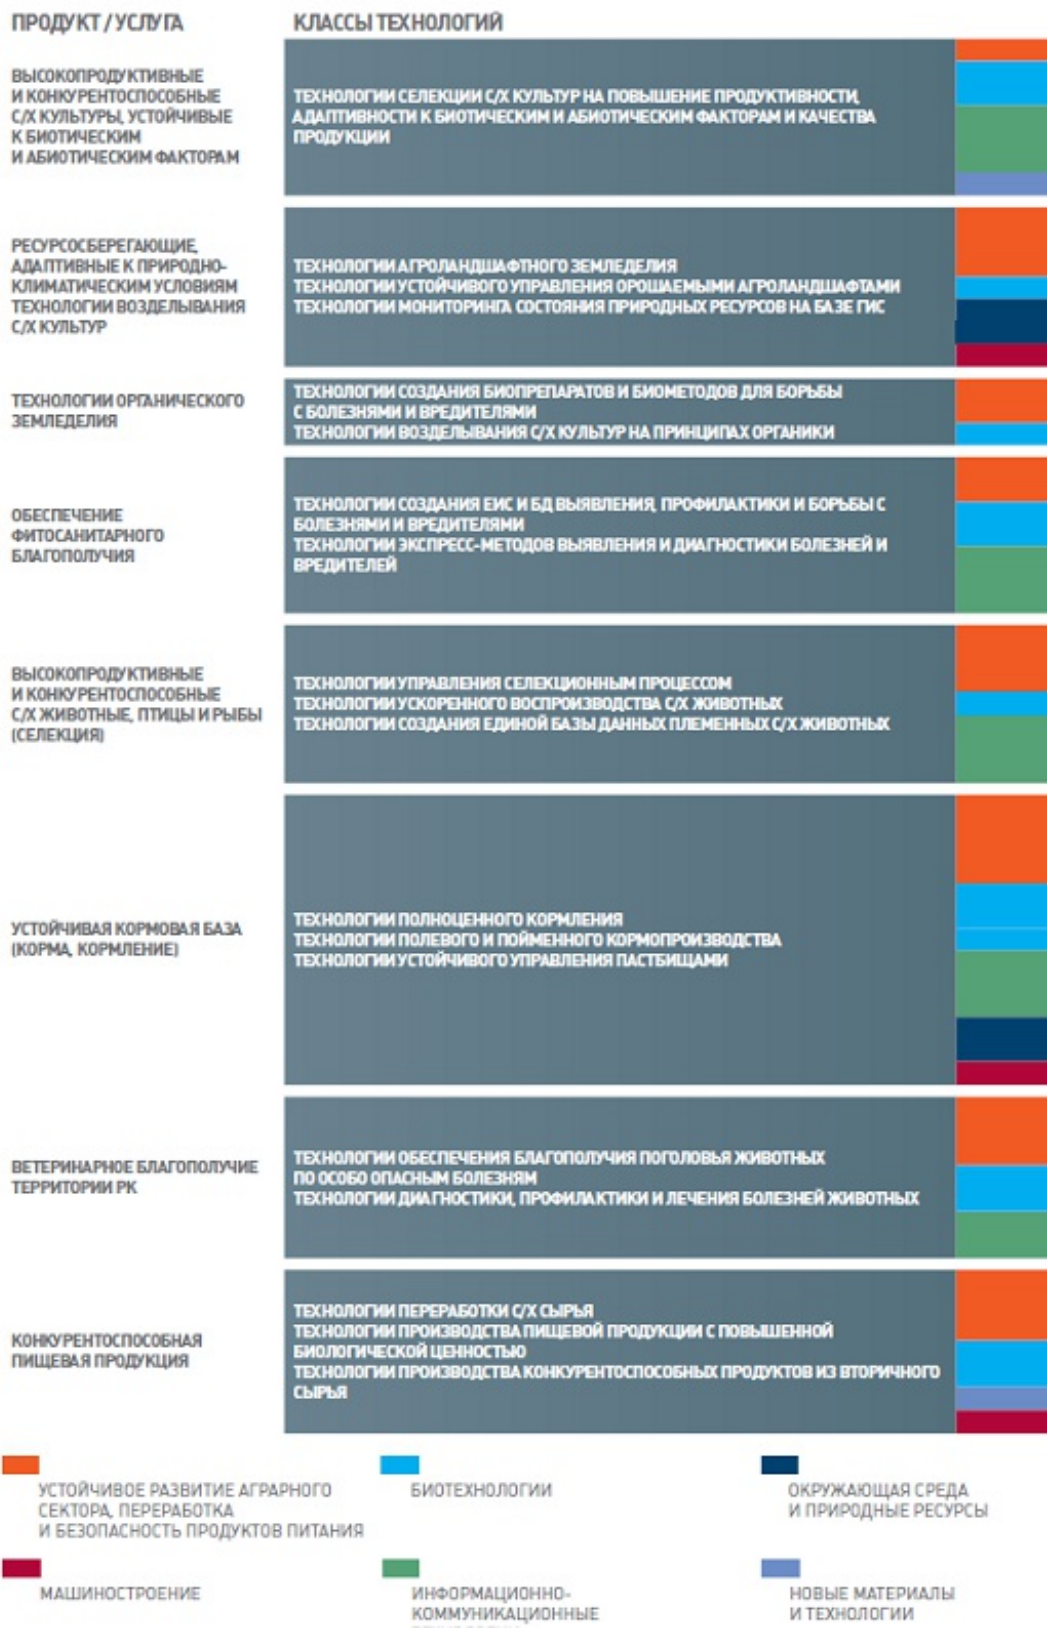 ПРОДУКТ / УСЛУГА
КЛАССЫ ТЕХНОЛОГИЙ
ВЫСОКОПРОДУКТИВНЫЕ
И КОНКУРЕНТОСПОСОБНЫЕ
С/Х КУЛЬТУРЫ, УСТОЙЧИВЫЕ
К БИОТИЧЕСКИМ
И АБИОТИЧЕСКИМ ФАКТОРАМ
ТЕХНОЛОГИИ СЕЛЕКЦИИ С/Х КУЛЬТУР НА ПОВЫШЕНИЕ ПРОДУКТИВНОСТИ,
АДАПТИВНОСТИ К БИОТИЧЕСКИМ И АБИОТИЧЕСКИМ ФАКТОРАМ И КАЧЕСТВА
ПРОДУКЦИИ
РЕСУРСОСБЕРЕГАЮЩИЕ,
АДАПТИВНЫЕ К ПРИРОДНО-
КЛИМАТИЧЕСКИМ УСЛОВИЯМ
ТЕХНОЛОГИИ ВОЗДЕЛЫВАНИЯ
С/Х КУЛЬТУР
ТЕХНОЛОГИИ АГРОЛАНДШАФТНОГО ЗЕМЛЕДЕЛИЯ
ТЕХНОЛОГИИ УСТОЙЧИВОГО УПРАВЛЕНИЯ ОРОШАЕМЫМИ АГРОЛАНДШАФТАМИ
ТЕХНОЛОГИИ МОНИТОРИНГА СОСТОЯНИЯ ПРИРОДНЫХ РЕСУРСОВ НА БАЗЕ ГИС
ТЕХНОЛОГИИ ОРГАНИЧЕСКОГО
ЗЕМЛЕДЕЛИЯ
ТЕХНОЛОГИИ СОЗДАНИЯ БИОПРЕПАРАТОВ И БИОМЕТОДОВ ДЛЯ БОРЬБЫ
С БОЛЕЗНЯМИ И ВРЕДИТЕЛЯМИ
ТЕХНОЛОГИИ ВОЗДЕЛЫВАНИЯ С/Х КУЛЬТУР НА ПРИНЦИПАХ ОРГАНИКИ
ОБЕСПЕЧЕНИЕ
ФИТОСАНИТАРНОГО
БЛАГОПОЛУЧИЯ
ТЕХНОЛОГИИ СОЗДАНИЯ ЕИС И БД ВЫЯВЛЕНИЯ, ПРОФИЛАКТИКИ И БОРЬБЫ С
БОЛЕЗНЯМИ И ВРЕДИТЕЛЯМИ
ТЕХНОЛОГИИ ЭКСПРЕСС-МЕТОДОВ ВЫЯВЛЕНИЯ И ДИАГНОСТИКИ БОЛЕЗНЕЙ И
ВРЕДИТЕЛЕЙ
ВЫСОКОПРОДУКТИВНЫЕ
И КОНКУРЕНТОСПОСОБНЫЕ
С/Х ЖИВОТНЫЕ, ПТИЦЫ И РЫБЫ
(СЕЛЕКЦИЯ)
ТЕХНОЛОГИИ УПРАВЛЕНИЯ СЕЛЕКЦИОННЫМ ПРОЦЕССОМ
ТЕХНОЛОГИИ УСКОРЕННОГО ВОСПРОИЗВОДСТВА С/Х ЖИВОТНЫХ
ТЕХНОЛОГИИ СОЗДАНИЯ ЕДИНОЙ БАЗЫ ДАННЫХ ПЛЕМЕННЫХ С/Х ЖИВОТНЫХ
УСТОЙЧИВАЯ КОРМОВАЯ БАЗА
(КОРМА, КОРМЛЕНИЕ)
ТЕХНОЛОГИИ ПОЛНОЦЕННОГО КОРМЛЕНИЯ
ТЕХНОЛОГИИ ПОЛЕВОГО И ПОЙМЕННОГО КОРМОПРОИЗВОДСТВА
ТЕХНОЛОГИИ УСТОЙЧИВОГО УПРАВЛЕНИЯ ПАСТБИЩАМИ
ВЕТЕРИНАРНОЕ БЛАГОПОЛУЧИЕ
ТЕРРИТОРИИ РК
ТЕХНОЛОГИИ ОБЕСПЕЧЕНИЯ БЛАГОПОЛУЧИЯ ПОГОЛОВЬЯ ЖИВОТНЫХ
ПО ОСОБО ОПАСНЫМ БОЛЕЗНЯМ
ТЕХНОЛОГИИ ДИАГНОСТИКИ, ПРОФИЛАКТИКИ И ЛЕЧЕНИЯ БОЛЕЗНЕЙ ЖИВОТНЫХ
КОНКУРЕНТОСПОСОБНАЯ
ПИЩЕВАЯ ПРОДУКЦИЯ
ТЕХНОЛОГИИ ПЕРЕРАБОТКИ С/Х СЫРЬЯ
ТЕХНОЛОГИИ ПРОИЗВОДСТВА ПИЩЕВОЙ ПРОДУКЦИИ С ПОВЫШЕННОЙ
БИОЛОГИЧЕСКОЙ ЦЕННОСТЬЮ
ТЕХНОЛОГИИ ПРОИЗВОДСТВА КОНКУРЕНТОСПОСОБНЫХ ПРОДУКТОВ ИЗ ВТОРИЧНОГО
СЫРЬЯ
УСТОЙЧИВОЕ РАЗВИТИЕ АГРАРНОГО
СЕКТОРА, ПЕРЕРАБОТКА
И БЕЗОПАСНОСТЬ ПРОДУКТОВ ПИТАНИЯ
БИОТЕХНОЛОГИИ
ОКРУЖАЮЩАЯ СРЕДА
И ПРИРОДНЫЕ РЕСУРСЫ
МАШИНОСТРОЕНИЕ
ИНФОРМАЦИОННО-
КОММУНИКАЦИОННЫЕ
НОВЫЕ МАТЕРИАЛЫ
И ТЕХНОЛОГИИ